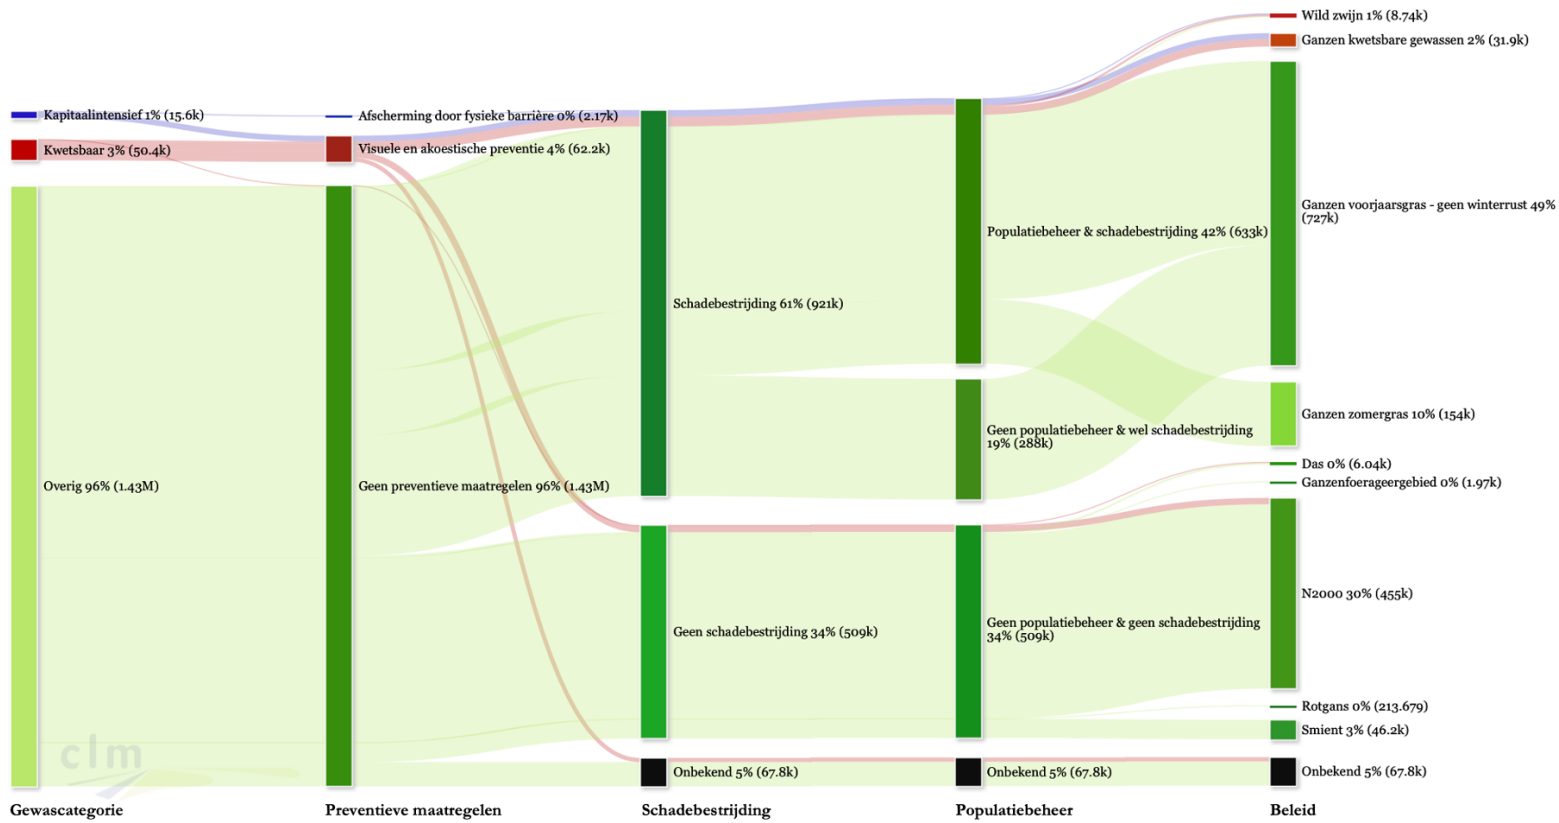 Wild zwijn 1% (8.74k)
Ganzen kwetsbare gewassen 2% (31.9k)
Kapitaalintensief 1% (15.6k)
Afscherming door fysieke barrière 0% (2.17k)
Kwetsbaar 3% (50.4k)
Visuele en akoestische preventie 4% (62.2k)
Ganzen voorjaarsgras - geen winterrust 49%
(727k)
Populatiebeheer & schadebestrijding 42% (633k)
Schadebestrijding 61% (921k)
Ganzen zomergras 10% (154k)
Geen populatiebeheer & wel schadebestrijding
19% (288k)
Das 0% (6.04k)
Ganzenfoerageergebied 0% (1.97k)
Overig 96% (1.43M)
Geen preventieve maatregelen 96% (1.43M)
N2000 30% (455k)
Geen schadebestrijding 34% (509k)
Geen populatiebeheer & geen schadebestrijding
34% (509k)
Rotgans 0% (213.679)
Smient 3% (46.2k)
clm
Onbekend 5% (67.8k)
Onbekend 5% (67.8k)
Onbekend 5% (67.8k)
Gewascategorie
Preventieve maatregelen
Schadebestrijding
Populatiebeheer
Beleid